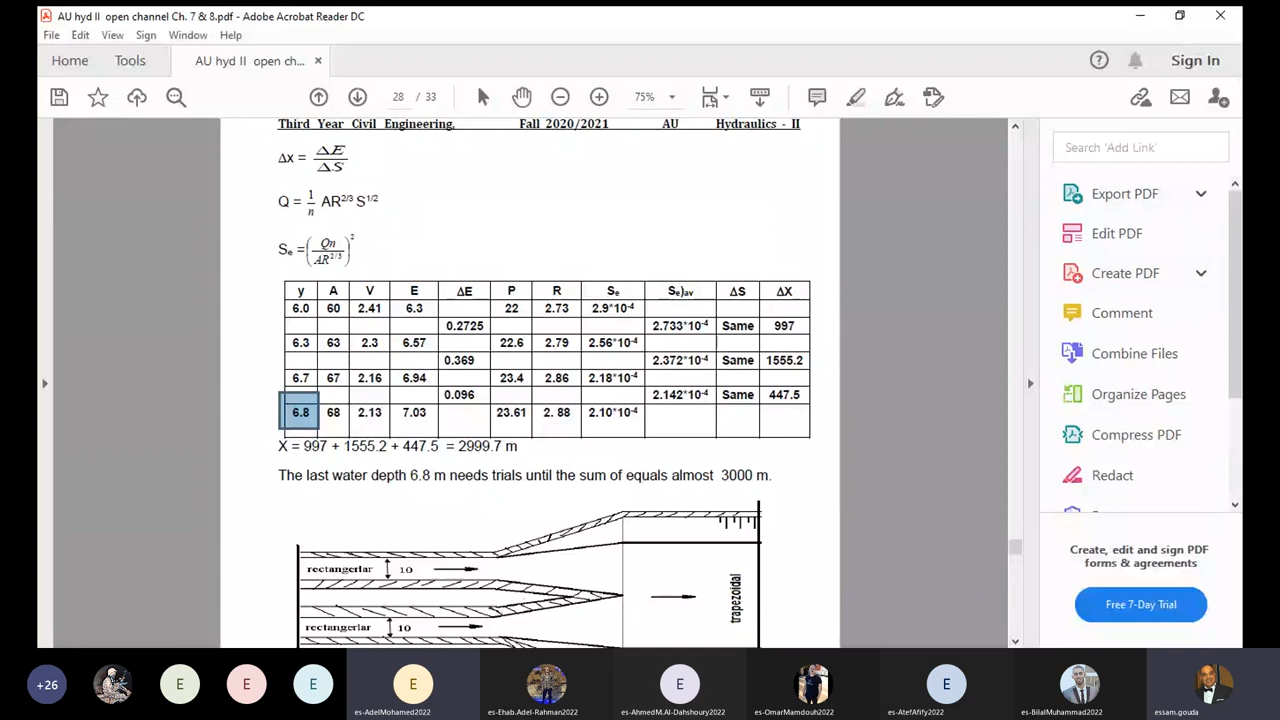 AU hyd II open channel Ch. 7 & 8.pdf - Adobe Acrobat Reader DC
File Edit View Sign Window Help
Home Tools AU hyd II open ch... × Sign In
28 / 33 75%
Third Year Civil Engineering, Fall 2020/2021 AU Hydraulics - II
Δx = ΔE / ΔS
Q = 1/n AR^2/3 S^1/2
Se = (Qn / AR^2/3)^2
y A V E ΔE P R Se Se)av ΔS ΔX
6.0 60 2.41 6.3 22 2.73 2.9*10-4
0.2725 2.733*10-4 Same 997
6.3 63 2.3 6.57 22.6 2.79 2.56*10-4
0.369 2.372*10-4 Same 1555.2
6.7 67 2.16 6.94 23.4 2.86 2.18*10-4
0.096 2.142*10-4 Same 447.5
6.8 68 2.13 7.03 23.61 2. 88 2.10*10-4
X = 997 + 1555.2 + 447.5 = 2999.7 m
The last water depth 6.8 m needs trials until the sum of equals almost 3000 m.
rectangerlar 10
rectangerlar 10
trapezoidal
Search 'Add Link'
Export PDF
Edit PDF
Create PDF
Comment
Combine Files
Organize Pages
Compress PDF
Redact
Create, edit and sign PDF
forms & agreements
Free 7-Day Trial
+26 E E E E E E
es-AdelMohamed2022 es-Ehab.Adel-Rahman2022 es-AhmedM.Al-Dahshoury2022 es-OmarMamdouh2022 es-AtefAfify2022 es-BilalMuhammad2022 essam.gouda